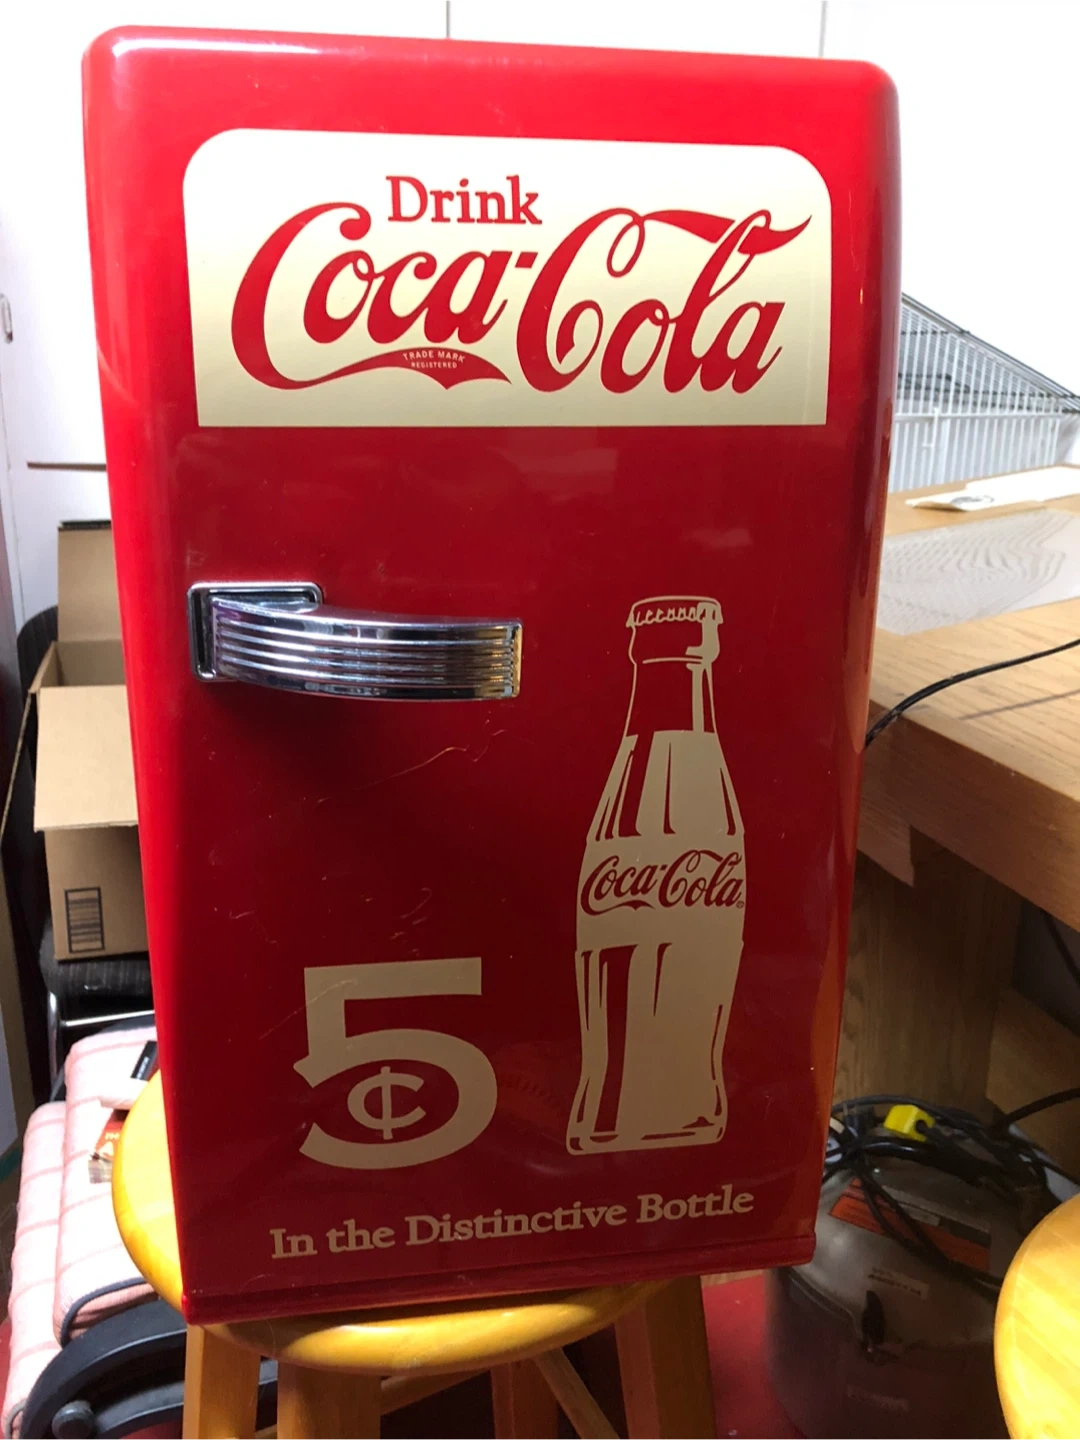 Drink
Coca-Cola
TRADE MARK
REGISTERED
Coca-Cola
5¢
In the Distinctive Bottle